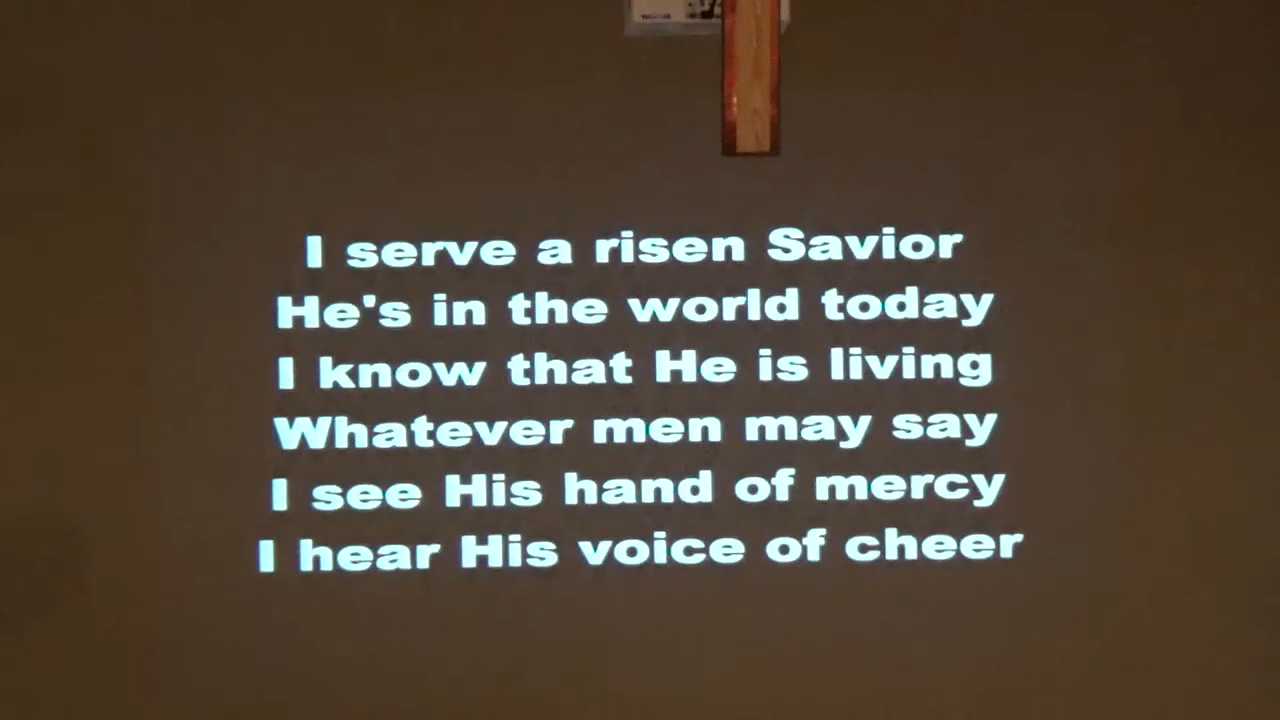 I serve a risen Savior
He's in the world today
I know that He is living
Whatever men may say
I see His hand of mercy
I hear His voice of cheer